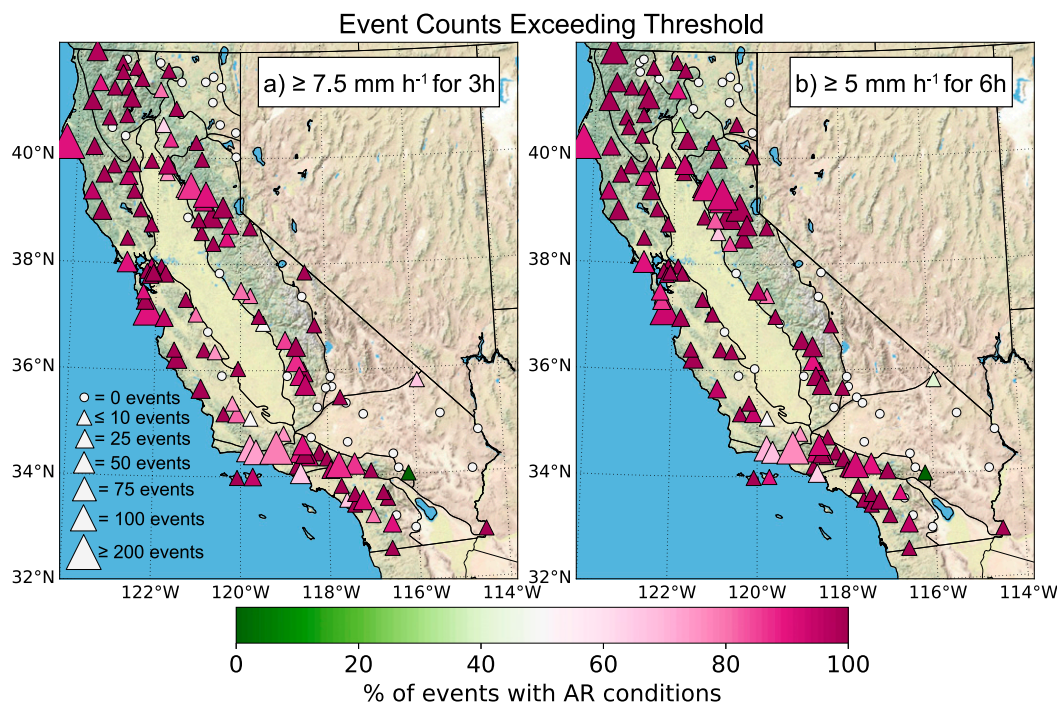 Event Counts Exceeding Threshold
a) ≥ 7.5 mm h⁻¹ for 3h
b) ≥ 5 mm h⁻¹ for 6h
40°N
38°N
36°N
34°N
32°N
= 0 events
≤ 10 events
= 25 events
= 50 events
= 75 events
= 100 events
≥ 200 events
40°N
38°N
36°N
34°N
32°N
122°W 120°W 118°W 116°W 114°W
122°W 120°W 118°W 116°W 114°W
0 20 40 60 80 100
% of events with AR conditions